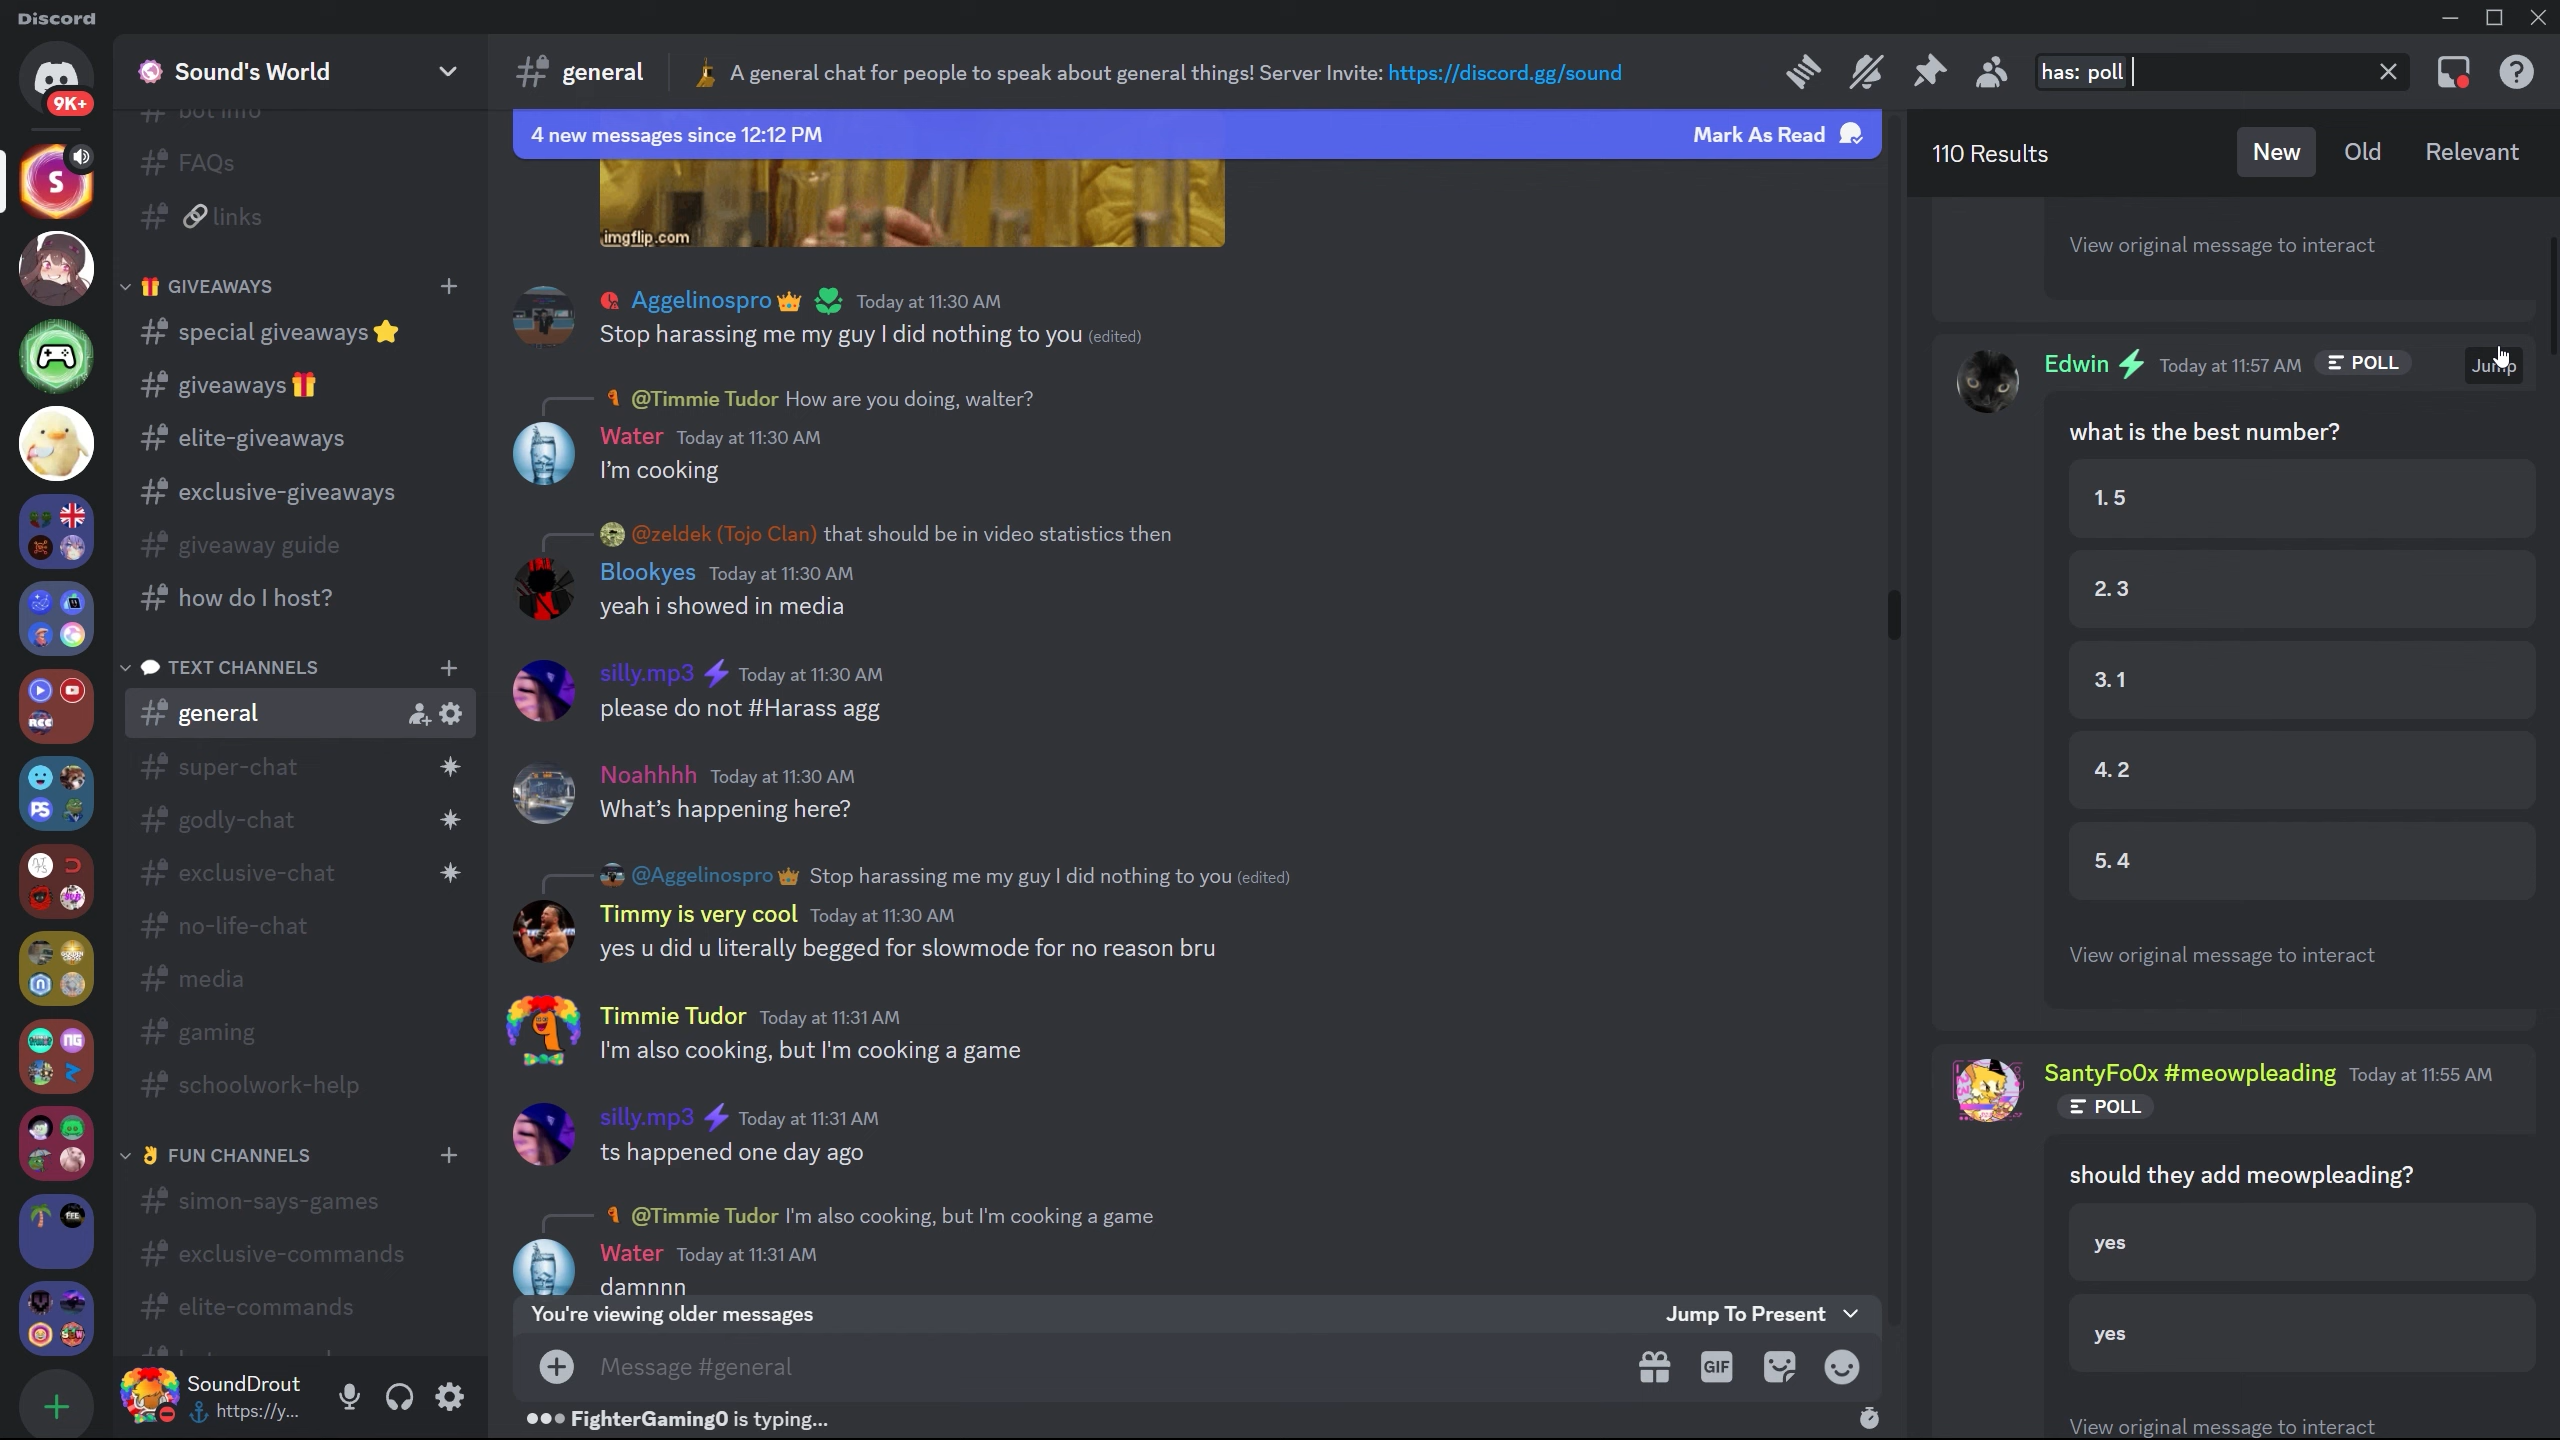 Discord
9K+
Sound's World
bot info
FAQs
links
GIVEAWAYS
special giveaways
giveaways
elite-giveaways
exclusive-giveaways
giveaway guide
how do I host?
TEXT CHANNELS
general
super-chat
godly-chat
exclusive-chat
no-life-chat
media
gaming
schoolwork-help
FUN CHANNELS
simon-says-games
exclusive-commands
elite-commands
SoundDrout
https://y...
general
A general chat for people to speak about general things! Server Invite: https://discord.gg/sound
has: poll
4 new messages since 12:12 PM Mark As Read
imgflip.com
Aggelinospro Today at 11:30 AM
Stop harassing me my guy I did nothing to you (edited)
@Timmie Tudor How are you doing, walter?
Water Today at 11:30 AM
I'm cooking
@zeldek (Tojo Clan) that should be in video statistics then
Blookyes Today at 11:30 AM
yeah i showed in media
silly.mp3 Today at 11:30 AM
please do not #Harass agg
Noahhhh Today at 11:30 AM
What's happening here?
@Aggelinospro Stop harassing me my guy I did nothing to you (edited)
Timmy is very cool Today at 11:30 AM
yes u did u literally begged for slowmode for no reason bru
Timmie Tudor Today at 11:31 AM
I'm also cooking, but I'm cooking a game
silly.mp3 Today at 11:31 AM
ts happened one day ago
@Timmie Tudor I'm also cooking, but I'm cooking a game
Water Today at 11:31 AM
damnnn
You're viewing older messages Jump To Present
Message #general
GIF
FighterGaming0 is typing...
110 Results New Old Relevant
View original message to interact
Edwin Today at 11:57 AM POLL Jump
what is the best number?
1. 5
2. 3
3. 1
4. 2
5. 4
View original message to interact
SantyFo0x #meowpleading Today at 11:55 AM
POLL
should they add meowpleading?
yes
yes
View original message to interact